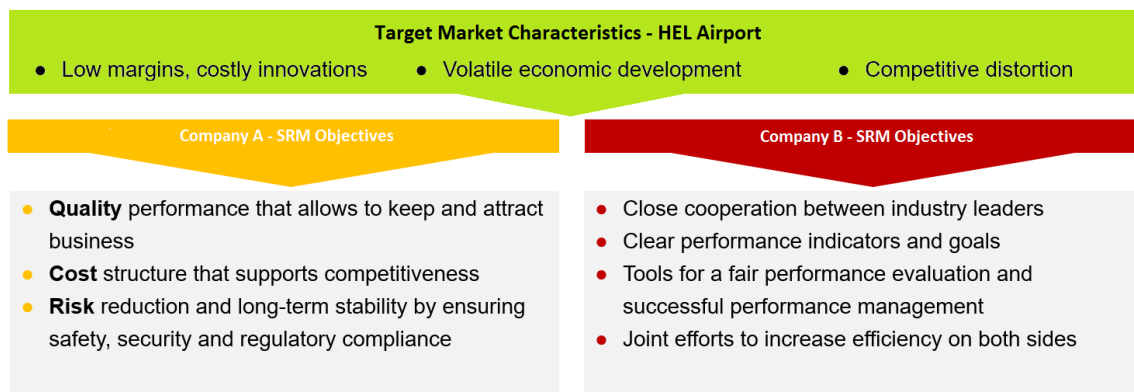 Target Market Characteristics - HEL Airport
● Low margins, costly innovations ● Volatile economic development ● Competitive distortion
Company A - SRM Objectives
Company B - SRM Objectives
● Quality performance that allows to keep and attract
business
● Cost structure that supports competitiveness
● Risk reduction and long-term stability by ensuring
safety, security and regulatory compliance
● Close cooperation between industry leaders
● Clear performance indicators and goals
● Tools for a fair performance evaluation and
successful performance management
● Joint efforts to increase efficiency on both sides